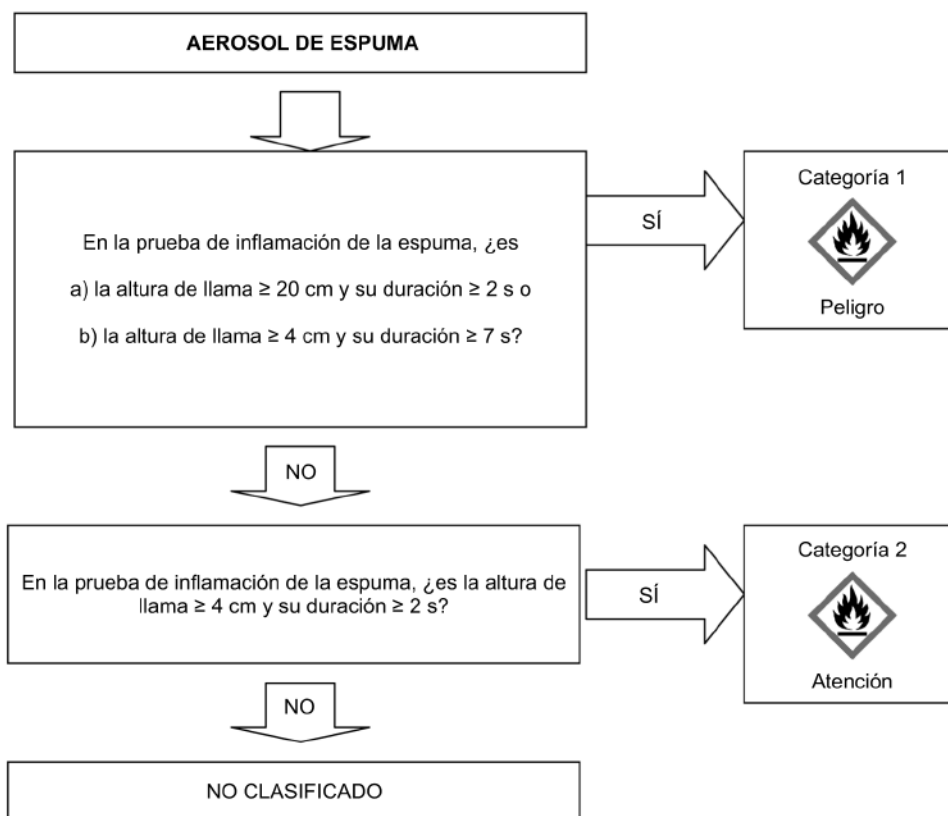 AEROSOL DE ESPUMA
En la prueba de inflamación de la espuma, ¿es
a) la altura de llama ≥ 20 cm y su duración ≥ 2 s o
b) la altura de llama ≥ 4 cm y su duración ≥ 7 s?
SÍ
Categoría 1
Peligro
NO
En la prueba de inflamación de la espuma, ¿es la altura de
llama ≥ 4 cm y su duración ≥ 2 s?
SÍ
Categoría 2
Atención
NO
NO CLASIFICADO